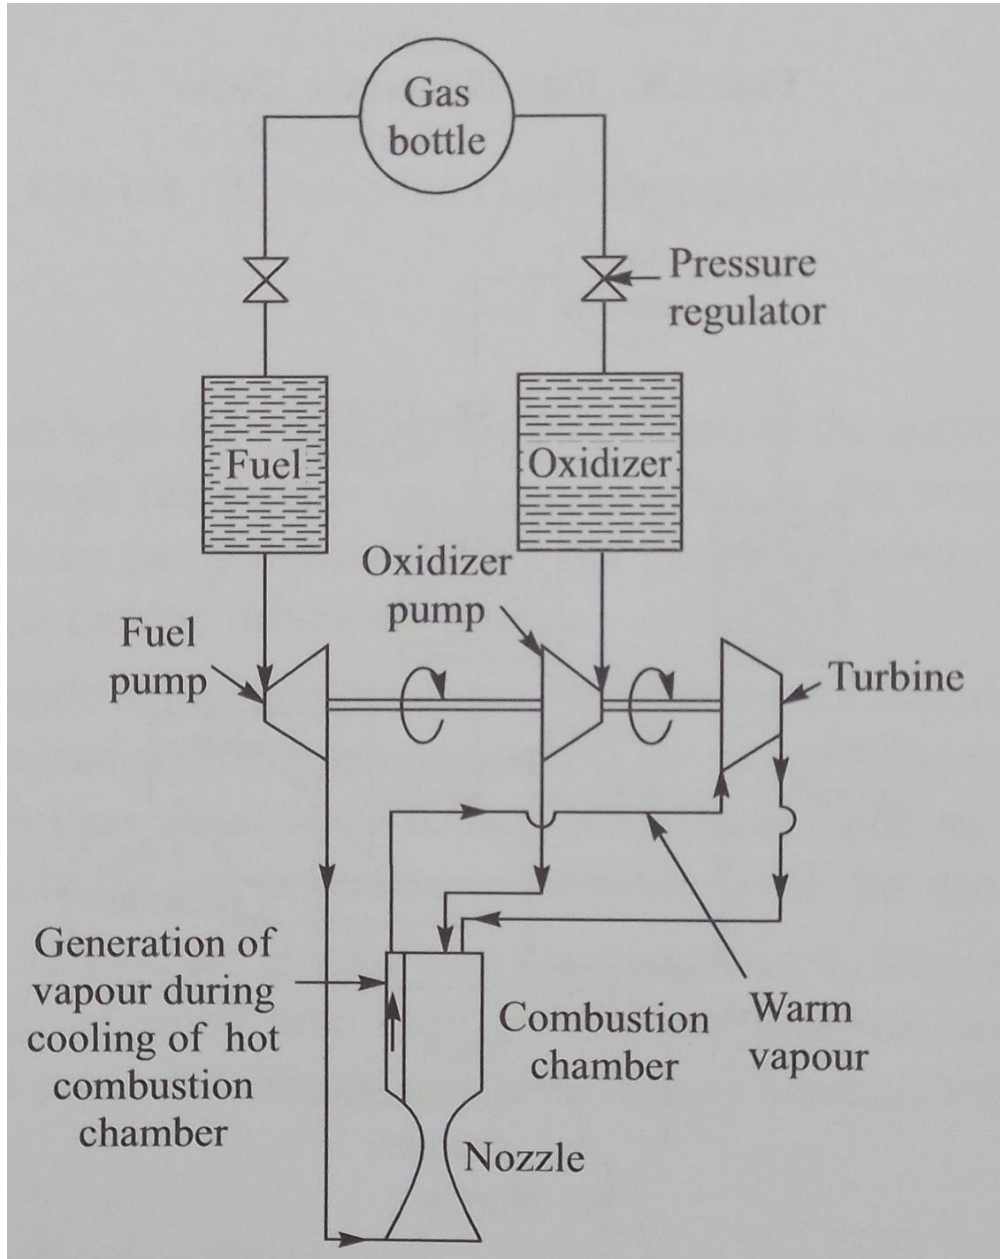 Gas
bottle
Pressure
regulator
Fuel
Oxidizer
Oxidizer
pump
Fuel
pump
Turbine
Generation of
vapour during
cooling of hot
combustion
chamber
Combustion
chamber
Warm
vapour
Nozzle